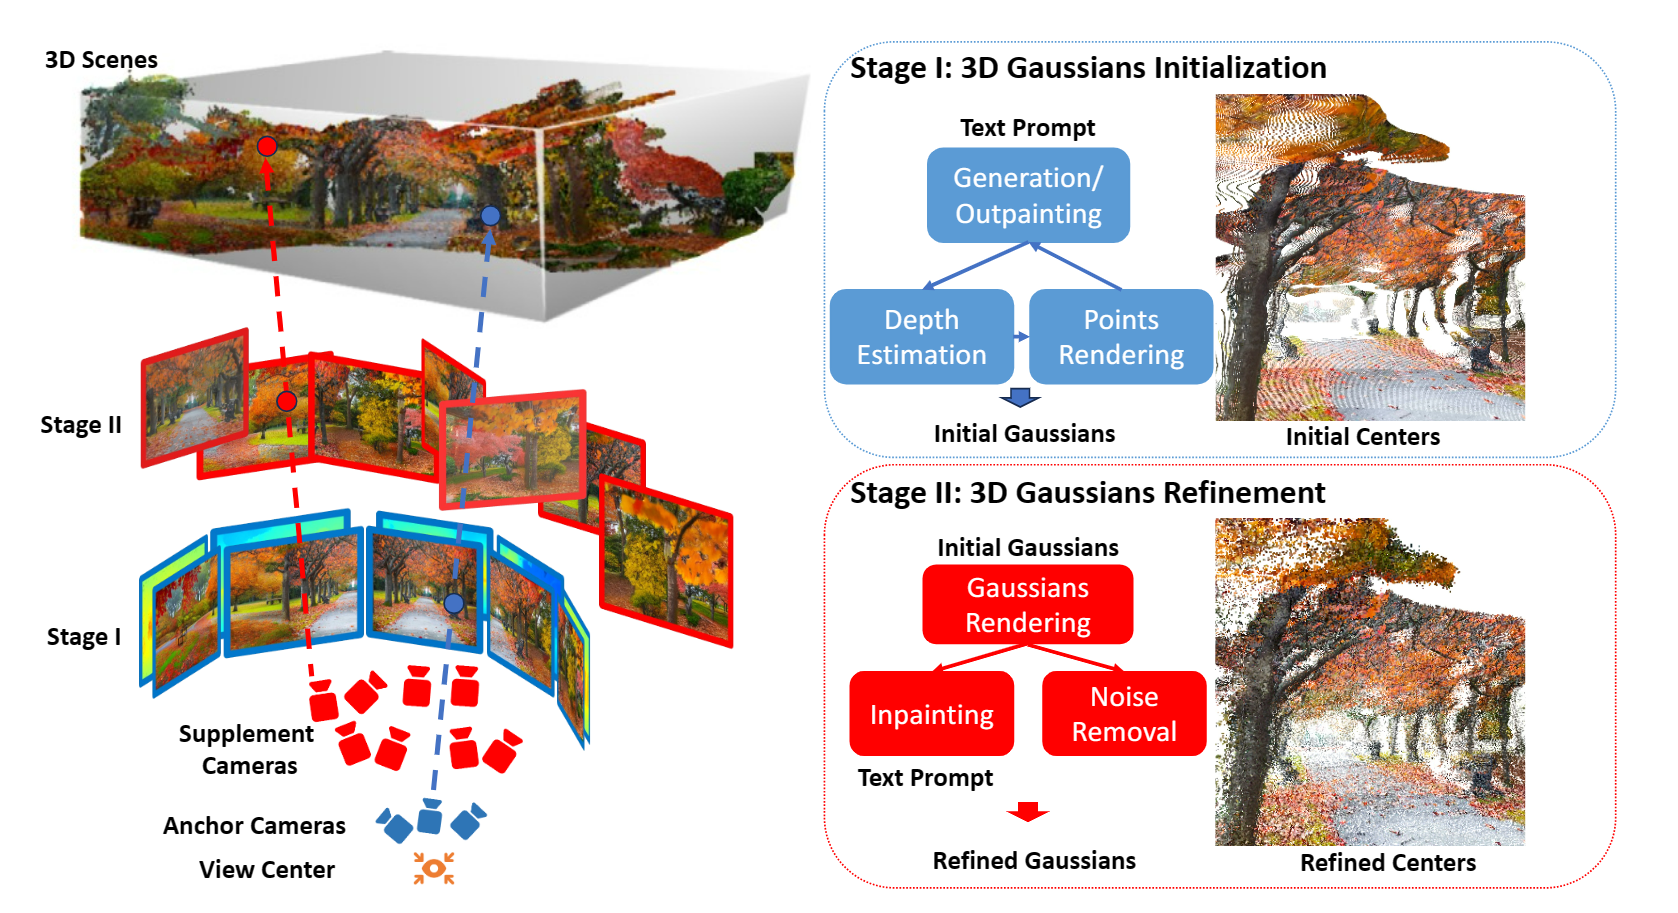 3D Scenes
Stage II
Stage I
Supplement
Cameras
Anchor Cameras
View Center
Stage I: 3D Gaussians Initialization
Text Prompt
Generation/
Outpainting
Depth
Estimation
Points
Rendering
Initial Gaussians
Initial Centers
Stage II: 3D Gaussians Refinement
Initial Gaussians
Gaussians
Rendering
Inpainting
Noise
Removal
Text Prompt
Refined Gaussians
Refined Centers